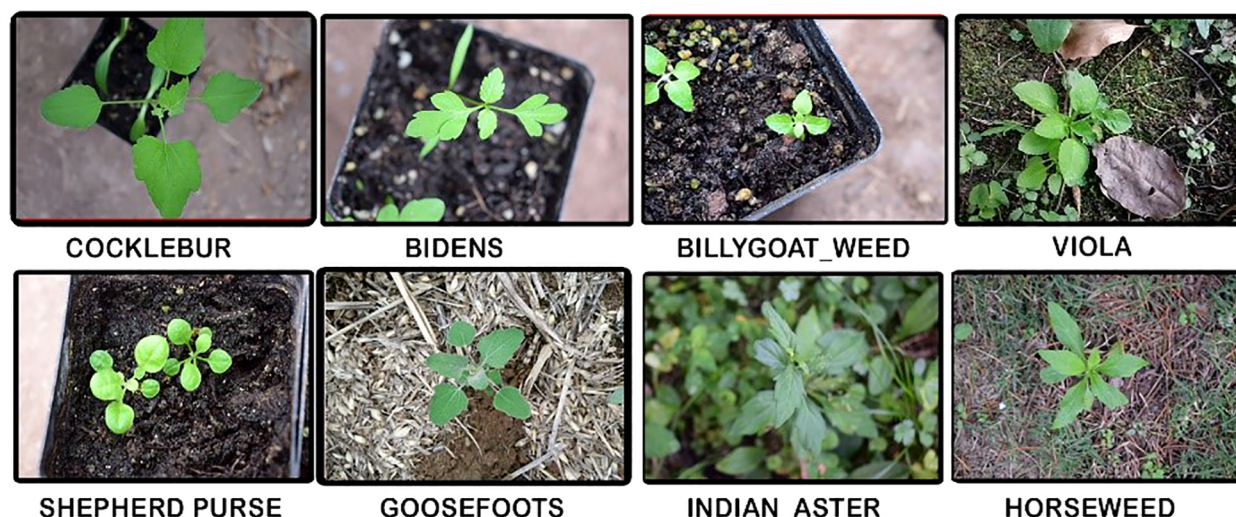 COCKLEBUR BIDENS BILLYGOAT_WEED VIOLA
SHEPHERD PURSE GOOSEFOOTS INDIAN ASTER HORSEWEED